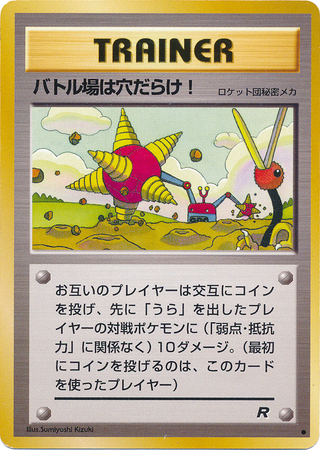 TRAINER
バトル場は穴だらけ！
ロケット団秘密メカ
お互いのプレイヤーは交互にコイン
を投げ、先に「うら」を出したプレ
イヤーの対戦ポケモンに（「弱点・抵抗
力」に関係なく）10ダメージ。（最初
にコインを投げるのは、このカード
を使ったプレイヤー）
R
Illus.Sumiyoshi Kizuki